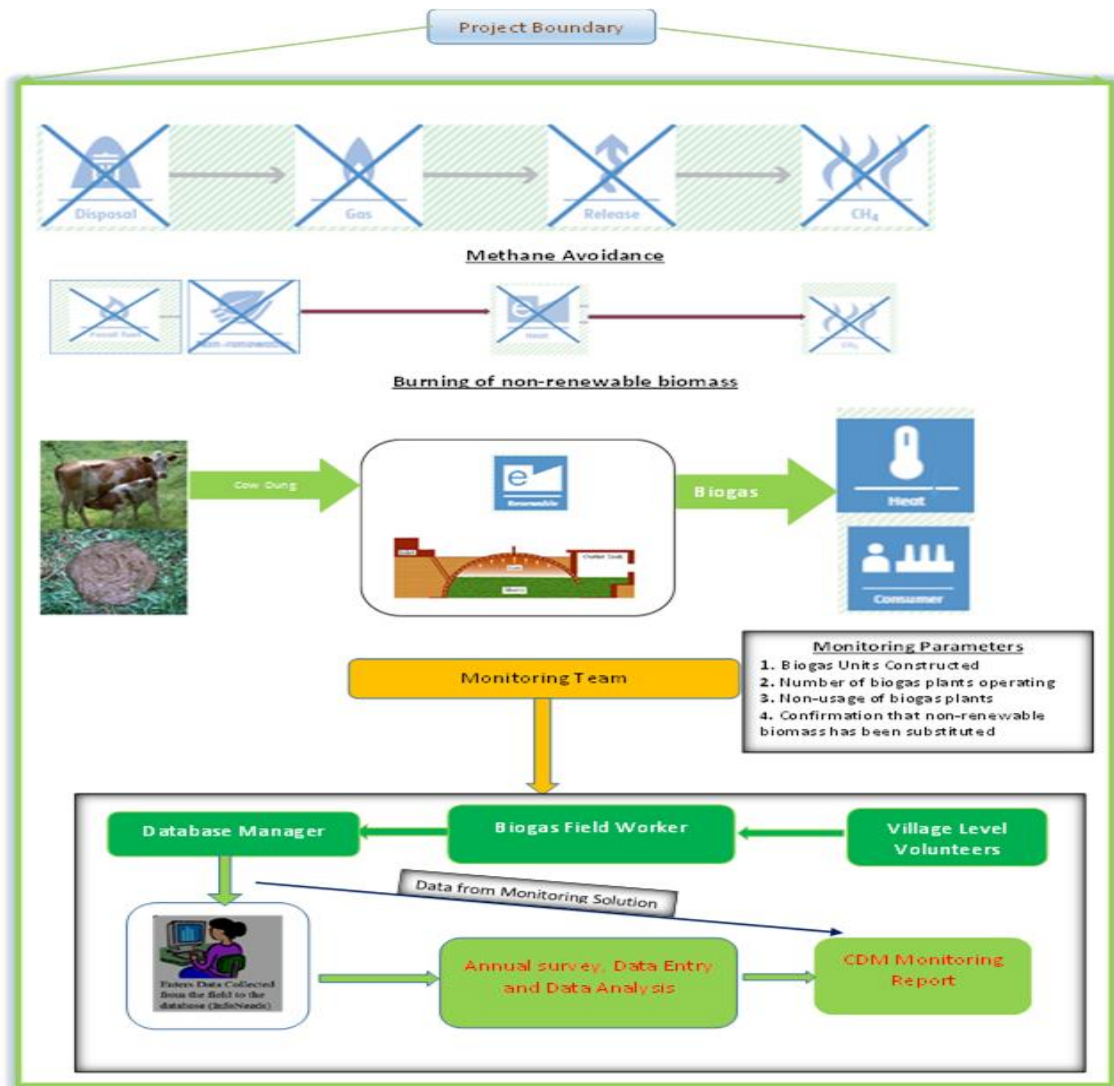 Project Boundary
Disposal
Gas
Release
CH4
Methane Avoidance
Fossil fuel
Non-renewable
Heat
Burning of non-renewable biomass
Cow Dung
Renewable
Biogas
Heat
Consumer
Monitoring Team
Monitoring Parameters
1. Biogas Units Constructed
2. Number of biogas plants operating
3. Non-usage of biogas plants
4. Confirmation that non-renewable
biomass has been substituted
Database Manager
Biogas Field Worker
Village Level
Volunteers
Data from Monitoring Solution
Enters Data Collected
from the field to the
database (InfoNeeds)
Annual survey, Data Entry
and Data Analysis
CDM Monitoring
Report